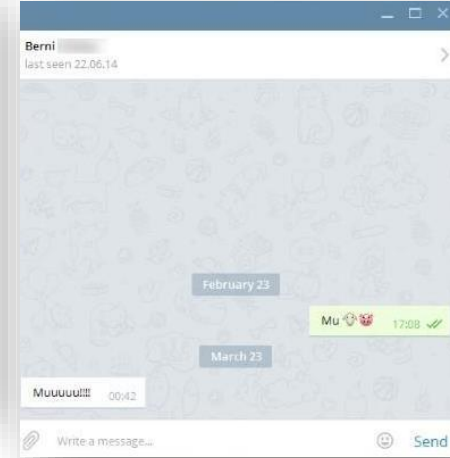 Berni
last seen 22.06.14
February 23
Mu 17:08
March 23
Muuuuu!!!! 00:42
Write a message...
Send